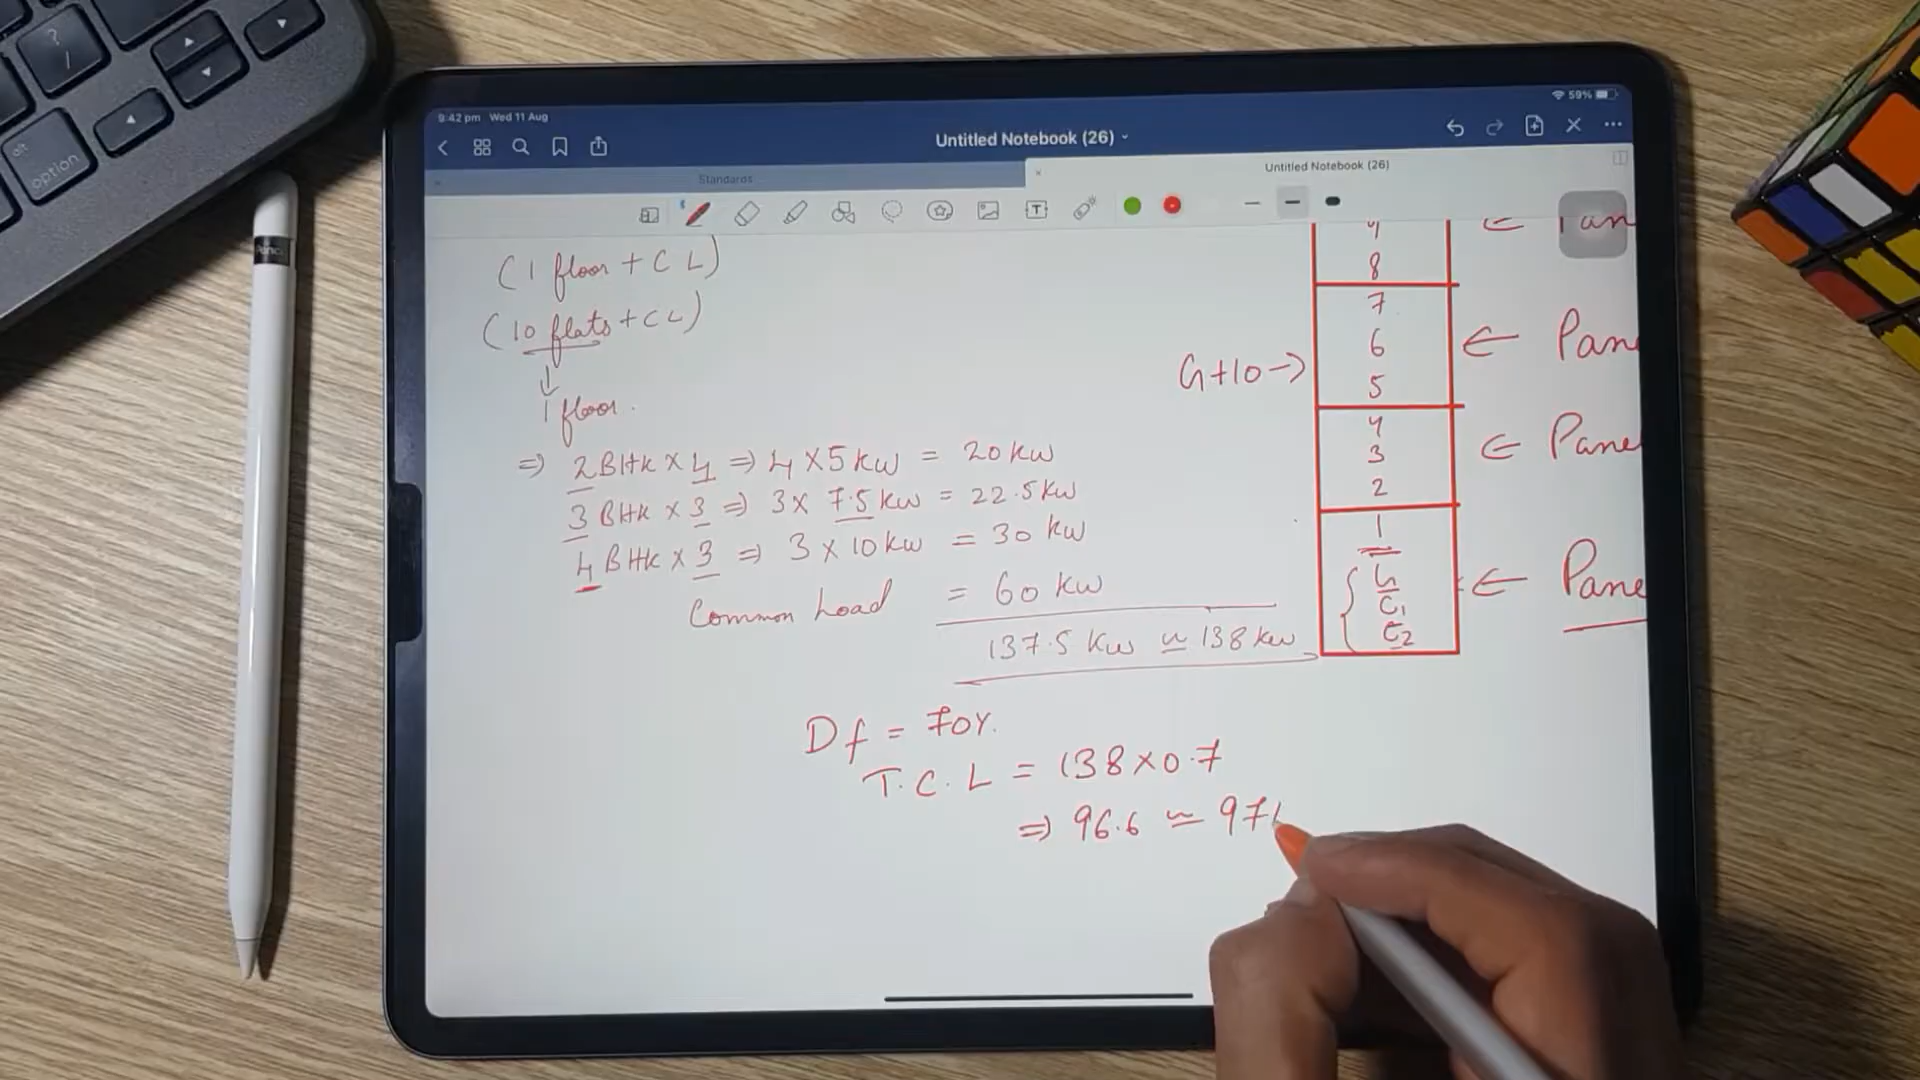 ?
/
alt
option
9:42 pm Wed 11 Aug
59%
Untitled Notebook (26)
Standards
Untitled Notebook (26)
T
(1 floor + C L)
(10 flats + CL)
1 floor.
⇒ 2BHK × 4 ⇒ 4 × 5 kw = 20 kw
3 BHK × 3 ⇒ 3 × 7.5 kw = 22.5 kw
4 BHK × 3 ⇒ 3 × 10 kw = 30 kw
Common Load = 60 kw
137.5 kw ≃ 138 kw
Df = 70%.
T.C.L = 138 × 0.7
⇒ 96.6 ≃ 97
8
7
6 ← Pane
G+10 →
5
4
3 ← Pane
2
1
G ← Pane
C1
C2